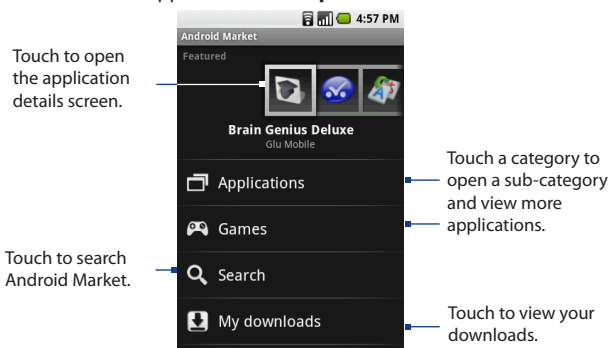 4:57 PM
Android Market
Featured
Touch to open
the application
details screen.
Brain Genius Deluxe
Glu Mobile
Applications
Touch a category to
open a sub-category
and view more
applications.
Games
Touch to search
Android Market.
Search
My downloads
Touch to view your
downloads.